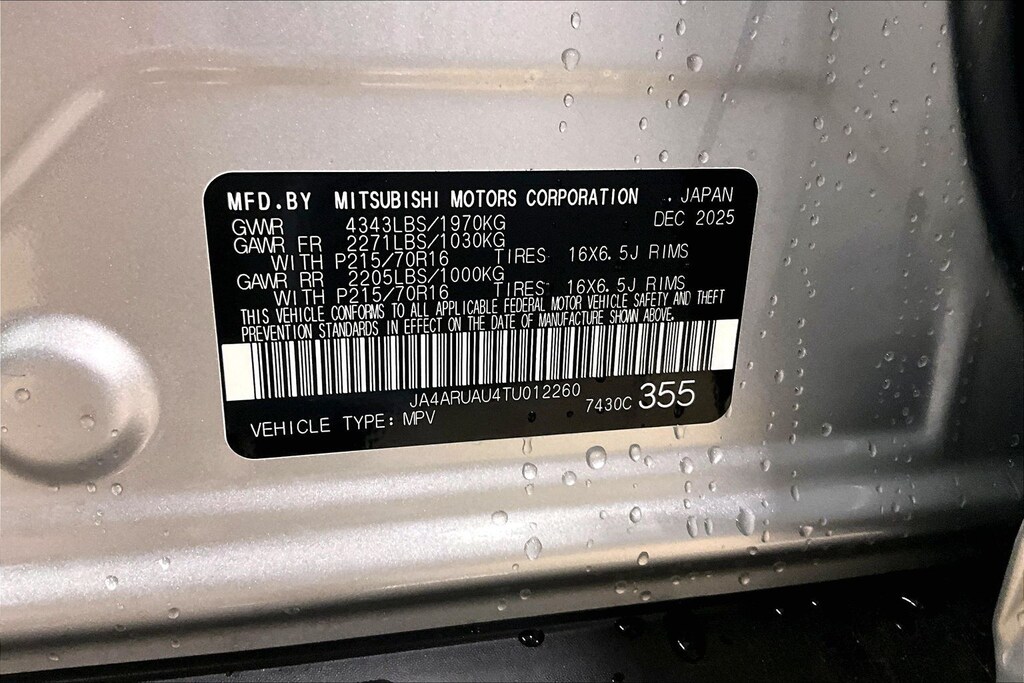 MFD.BY MITSUBISHI MOTORS CORPORATION . JAPAN
GWWR 4343LBS/1970KG DEC 2025
GAWR FR 2271LBS/1030KG
WITH P215/70R16 TIRES 16X6.5J RIMS
GAWR RR 2205LBS/1000KG
WITH P215/70R16 TIRES 16X6.5J RIMS
THIS VEHICLE CONFORMS TO ALL APPLICABLE FEDERAL MOTOR VEHICLE SAFETY AND THEFT
PREVENTION STANDARDS IN EFFECT ON THE DATE OF MANUFACTURE SHOWN ABOVE.
JA4ARUAU4TU012260
7430C 355
VEHICLE TYPE: MPV